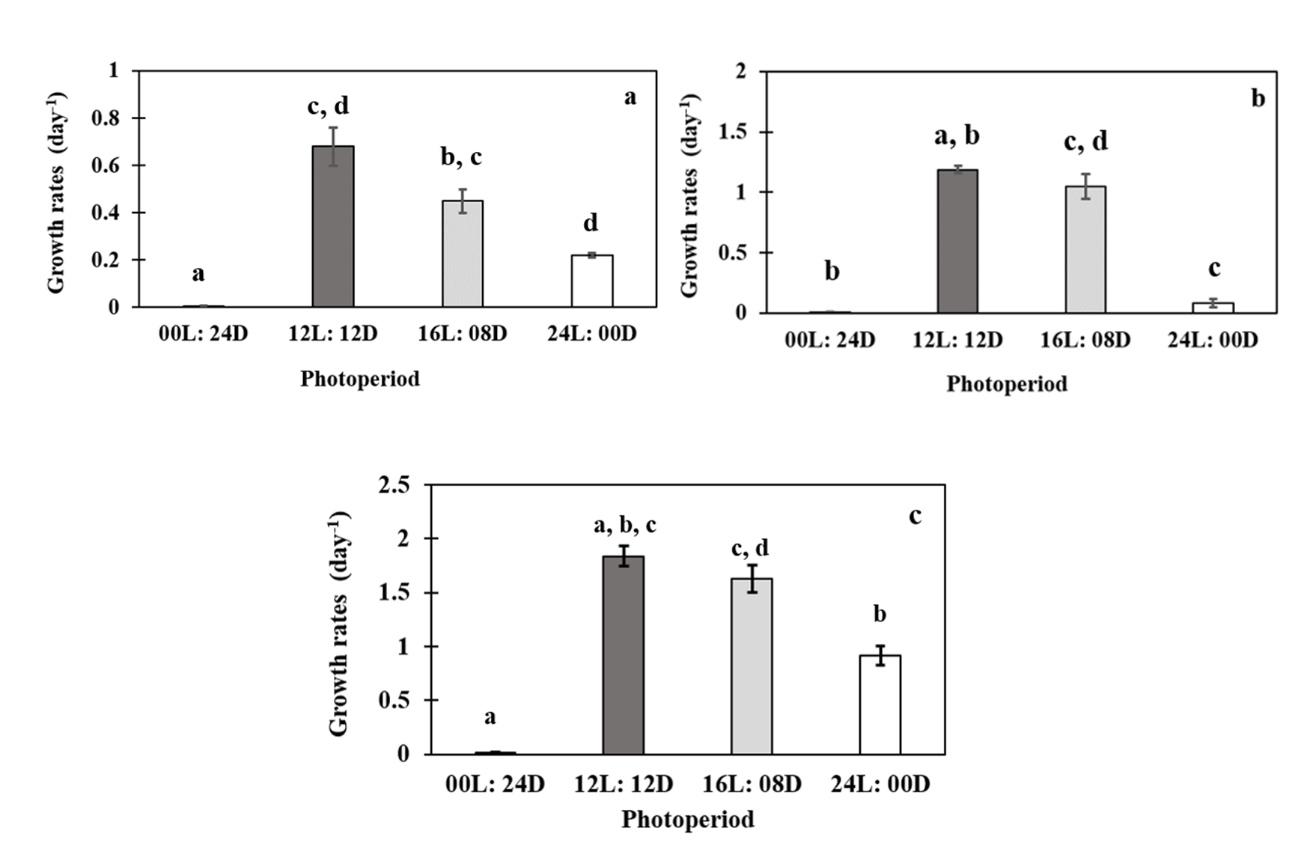 Growth rates (day-1)
1
0.8
0.6
0.4
0.2
0
a
a
c, d
b, c
d
00L: 24D 12L: 12D 16L: 08D 24L: 00D
Photoperiod
Growth rates (day-1)
2
1.5
1
0.5
0
b
b
a, b
c, d
c
00L: 24D 12L: 12D 16L: 08D 24L: 00D
Photoperiod
Growth rates (day-1)
2.5
2
1.5
1
0.5
0
c
a
a, b, c
c, d
b
00L: 24D 12L: 12D 16L: 08D 24L: 00D
Photoperiod